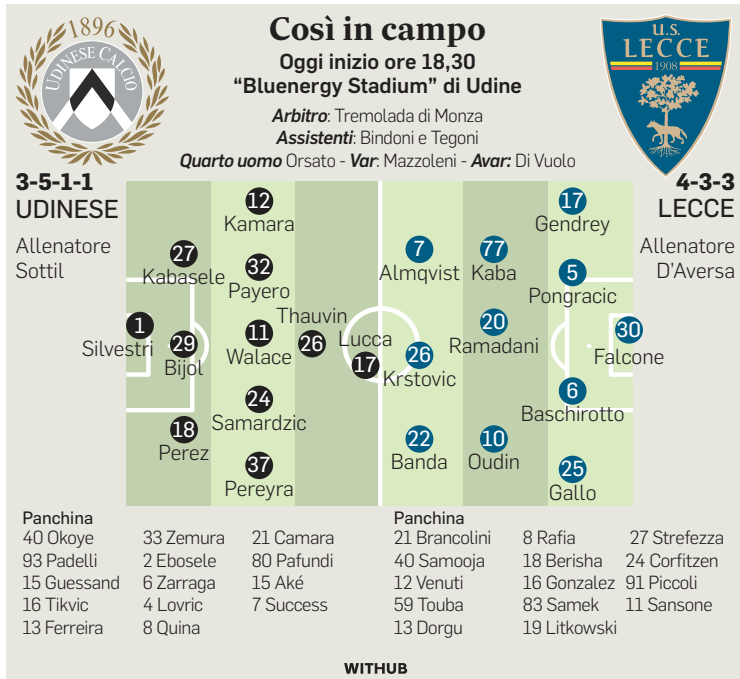 1896
UDINESE CALCIO
Così in campo
Oggi inizio ore 18,30
“Bluenergy Stadium” di Udine
Arbitro: Tremolada di Monza
Assistenti: Bindoni e Tegoni
Quarto uomo Orsato - Var: Mazzoleni - Avar: Di Vuolo
U.S.
LECCE
1908
3-5-1-1
UDINESE
Allenatore
Sottil
4-3-3
LECCE
Allenatore
D’Aversa
1
Silvestri
27
Kabasele
29
Bijol
18
Perez
12
Kamara
32
Payero
11
Walace
24
Samardzic
37
Pereyra
Thauvin
26
Lucca
17
7
Almqvist
26
Krstovic
22
Banda
77
Kaba
20
Ramadani
10
Oudin
17
Gendrey
5
Pongracic
6
Baschirotto
25
Gallo
30
Falcone
Panchina
40 Okoye
93 Padelli
15 Guessand
16 Tikvic
13 Ferreira
33 Zemura
2 Ebosele
6 Zarraga
4 Lovric
8 Quina
21 Camara
80 Pafundi
15 Aké
7 Success
Panchina
21 Brancolini
40 Samooja
12 Venuti
59 Touba
13 Dorgu
8 Rafia
18 Berisha
16 Gonzalez
83 Samek
19 Litkowski
27 Strefezza
24 Corfitzen
91 Piccoli
11 Sansone
WITHUB